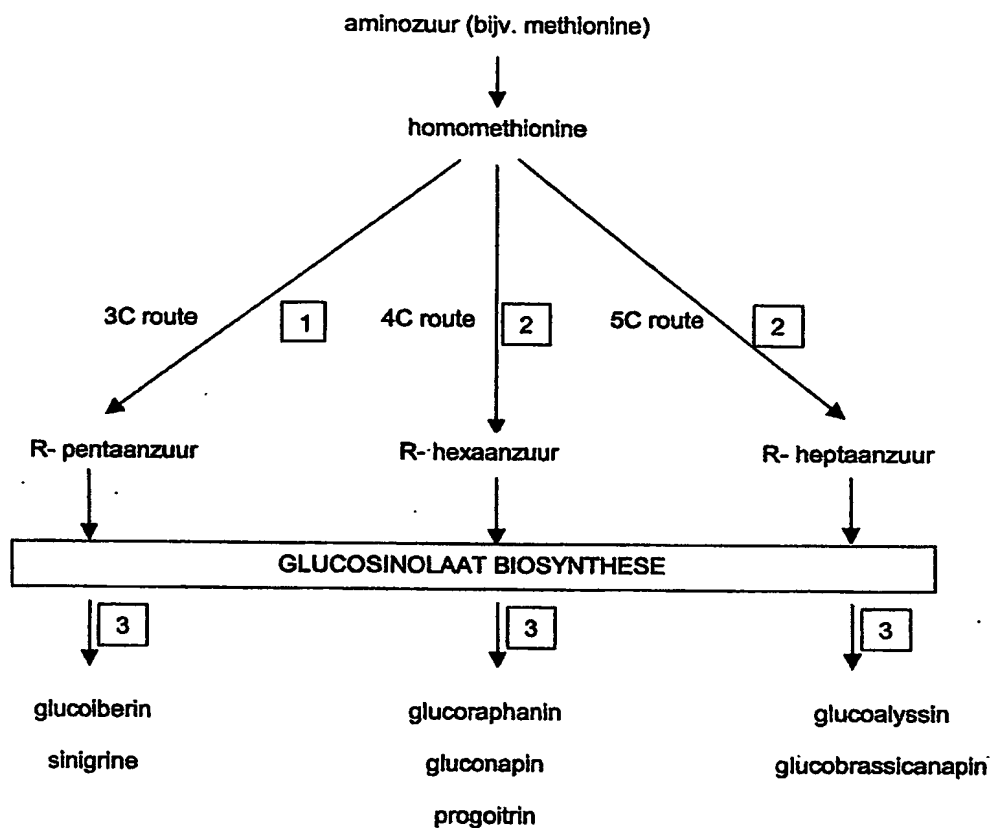 aminozuur (bijv. methionine)
homomethionine
3C route 1 4C route 2 5C route 2
R- pentaanzuur R- hexaanzuur R- heptaanzuur
GLUCOSINOLAAT BIOSYNTHESE
3 3 3
glucoiberin glucoraphanin glucoalyssin
sinigrine gluconapin glucobrassicanapin
progoitrin